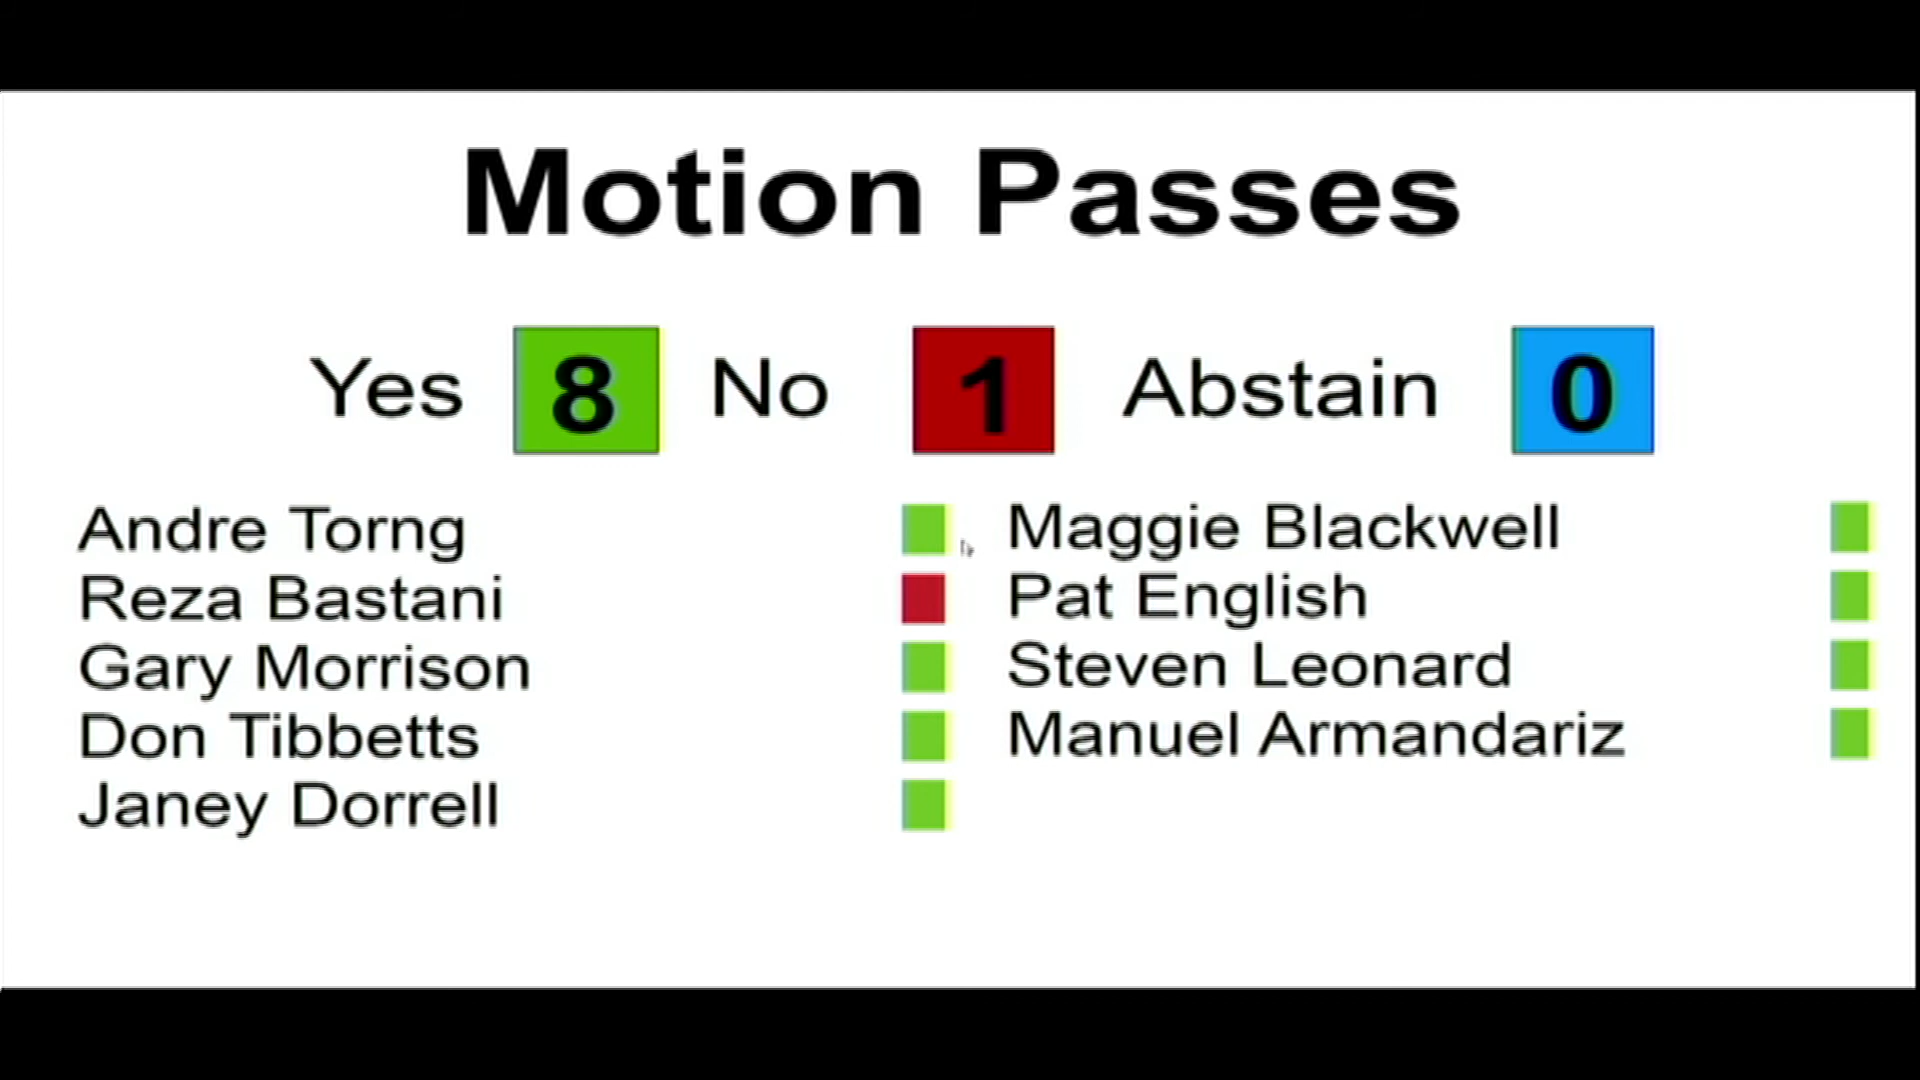 Motion Passes
Yes 8 No 1 Abstain 0
Andre Torng
Reza Bastani
Gary Morrison
Don Tibbetts
Janey Dorrell
Maggie Blackwell
Pat English
Steven Leonard
Manuel Armandariz